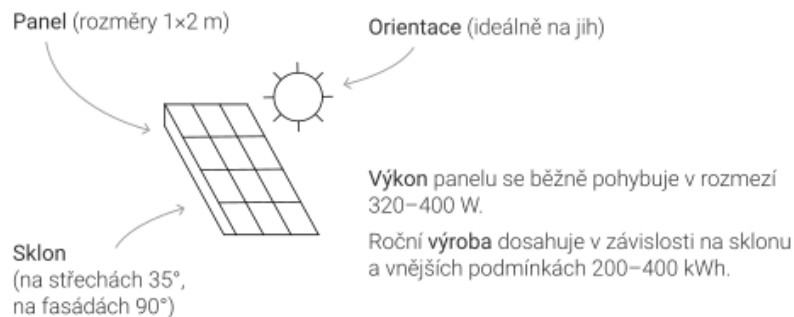 Panel (rozměry 1×2 m)
Orientace (ideálně na jih)
Výkon panelu se běžně pohybuje v rozmezí
320–400 W.
Roční výroba dosahuje v závislosti na sklonu
a vnějších podmínkách 200–400 kWh.
Sklon
(na střechách 35°,
na fasádách 90°)